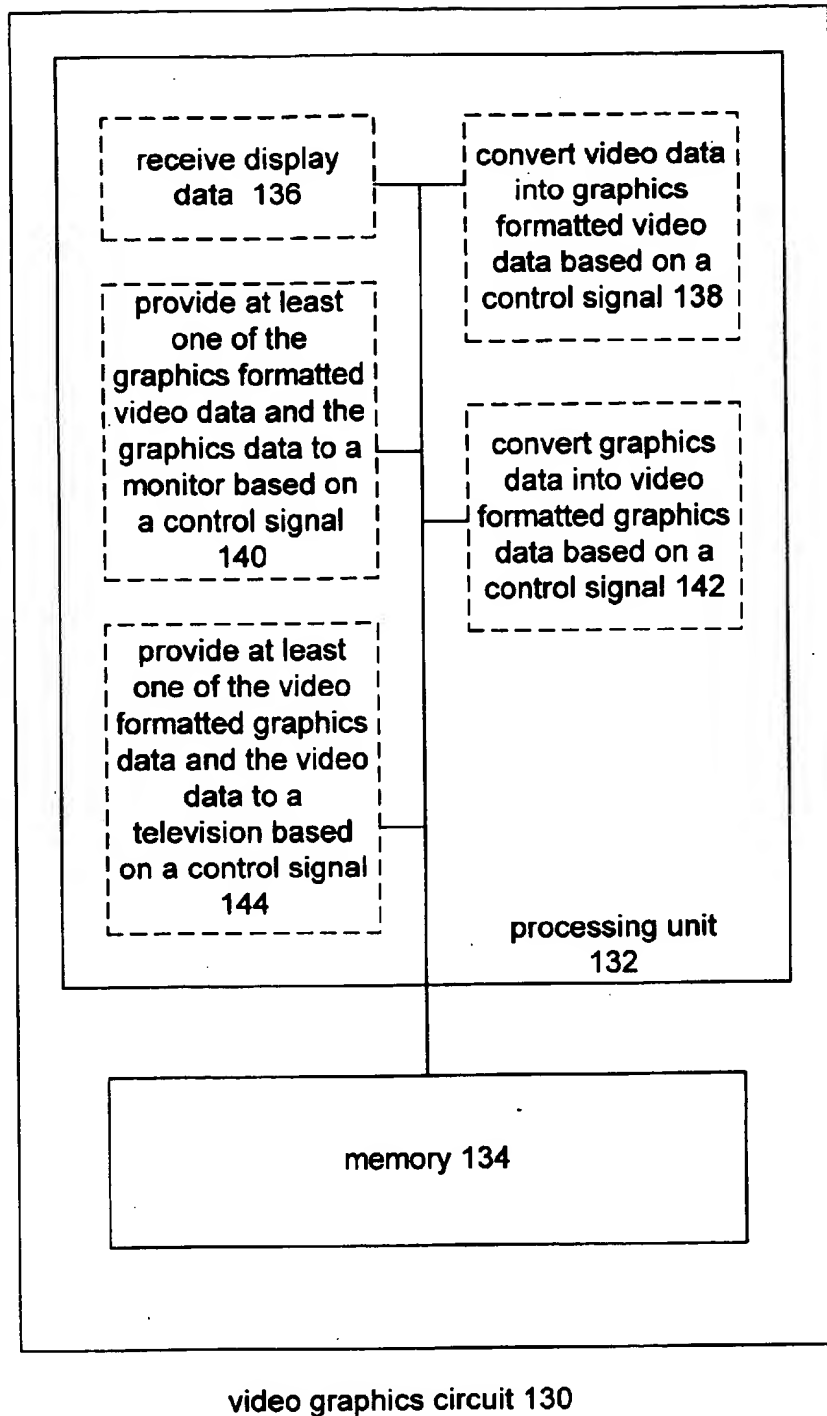 receive display
data 136
convert video data
into graphics
formatted video
data based on a
control signal 138
provide at least
one of the
graphics formatted
video data and the
graphics data to a
monitor based on
a control signal
140
convert graphics
data into video
formatted graphics
data based on a
control signal 142
provide at least
one of the video
formatted graphics
data and the video
data to a
television based
on a control signal
144
processing unit
132
memory 134
video graphics circuit 130